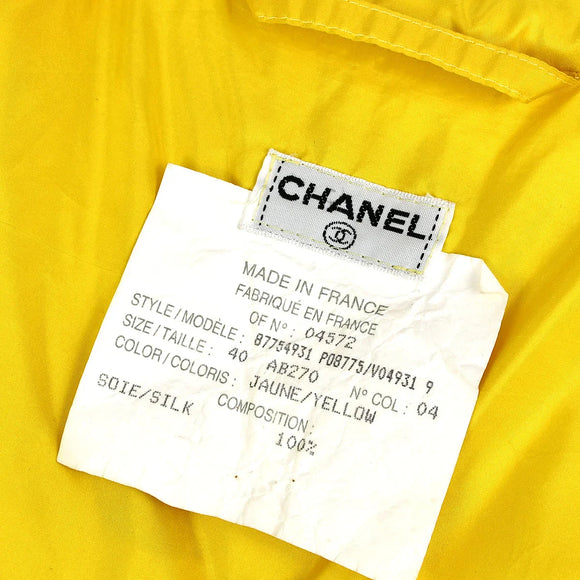 CHANEL
MADE IN FRANCE
FABRIQUÉ EN FRANCE
OF N°: 04572
STYLE/MODÈLE: 87754931 P08775/V04931 9
SIZE/TAILLE: 40 AB270 N° COL: 04
COLOR/COLORIS: JAUNE/YELLOW
COMPOSITION:
SOIE/SILK 100%